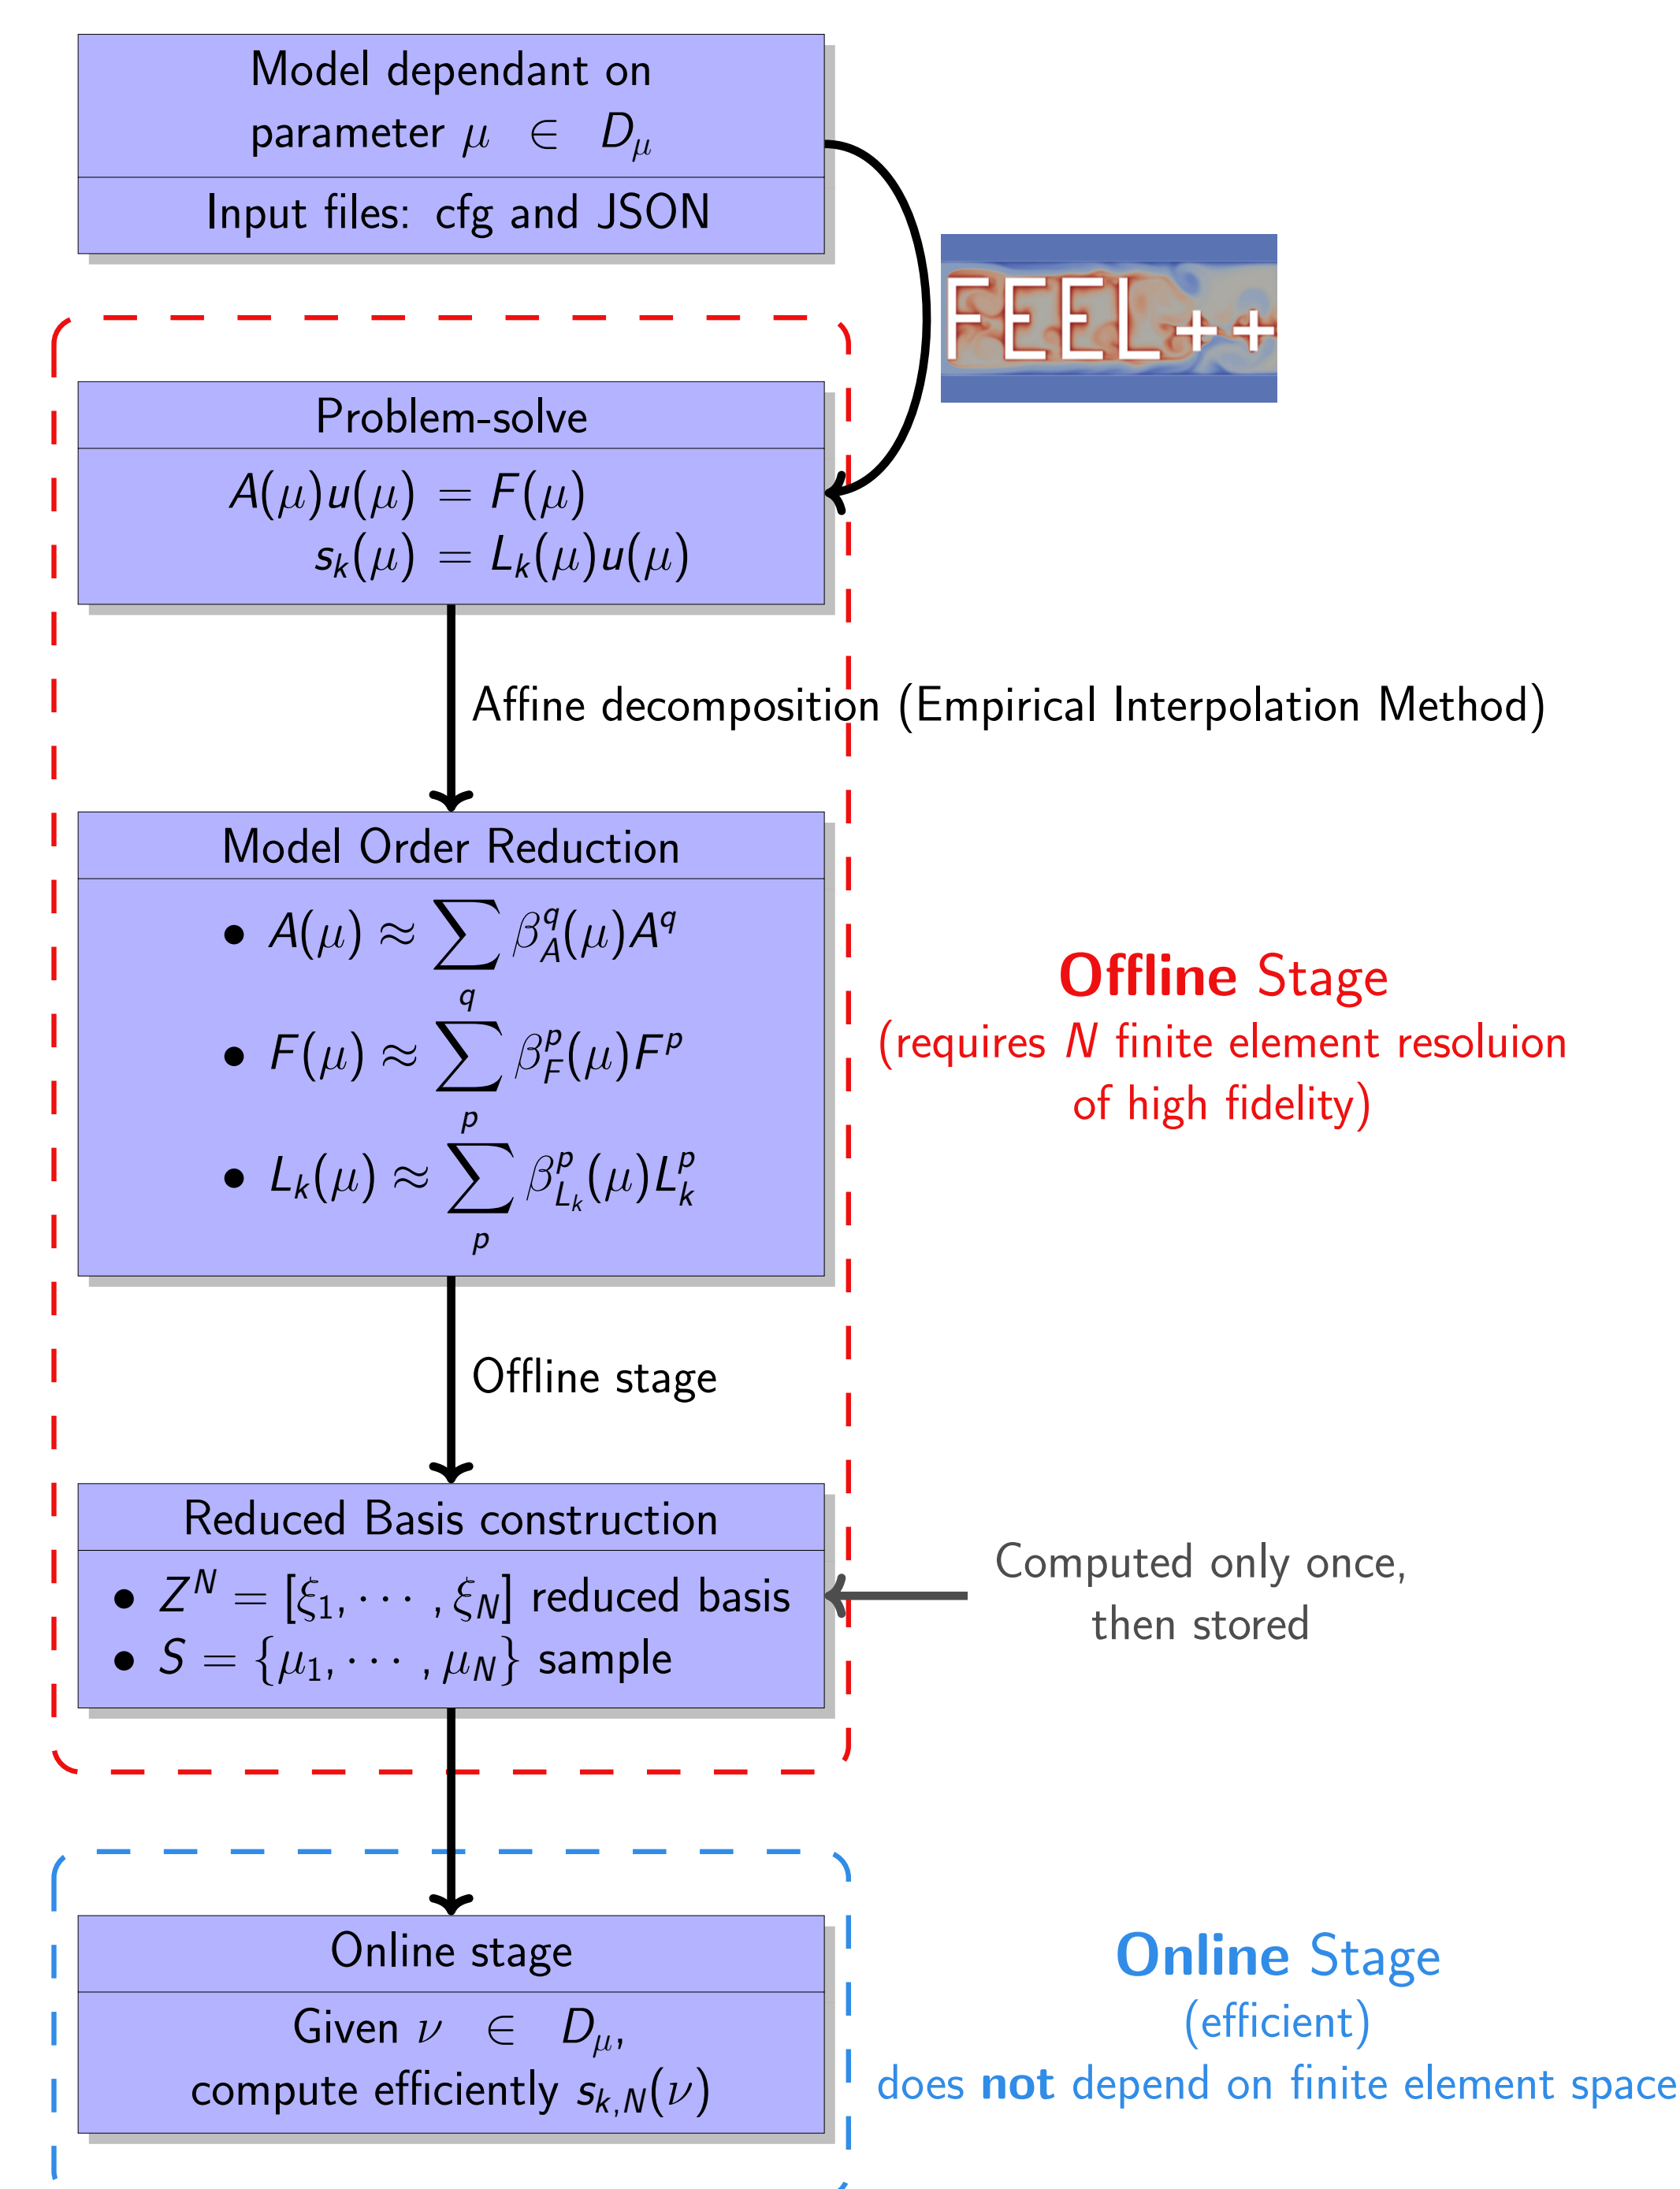 Model dependant on
parameter μ ∈ D_μ
Input files: cfg and JSON
FEEL++
Problem-solve
A(μ)u(μ) = F(μ)
s_k(μ) = L_k(μ)u(μ)
Affine decomposition (Empirical Interpolation Method)
Model Order Reduction
• A(μ) ≈ ∑_q β_A^q(μ)A^q
• F(μ) ≈ ∑_p β_F^p(μ)F^p
• L_k(μ) ≈ ∑_p β_{L_k}^p(μ)L_k^p
Offline Stage
(requires N finite element resoluion
of high fidelity)
Offline stage
Reduced Basis construction
• Z^N = [ξ_1, ⋯ , ξ_N] reduced basis
• S = {μ_1, ⋯ , μ_N} sample
Computed only once,
then stored
Online stage
Given ν ∈ D_μ,
compute efficiently s_{k,N}(ν)
Online Stage
(efficient)
does not depend on finite element space